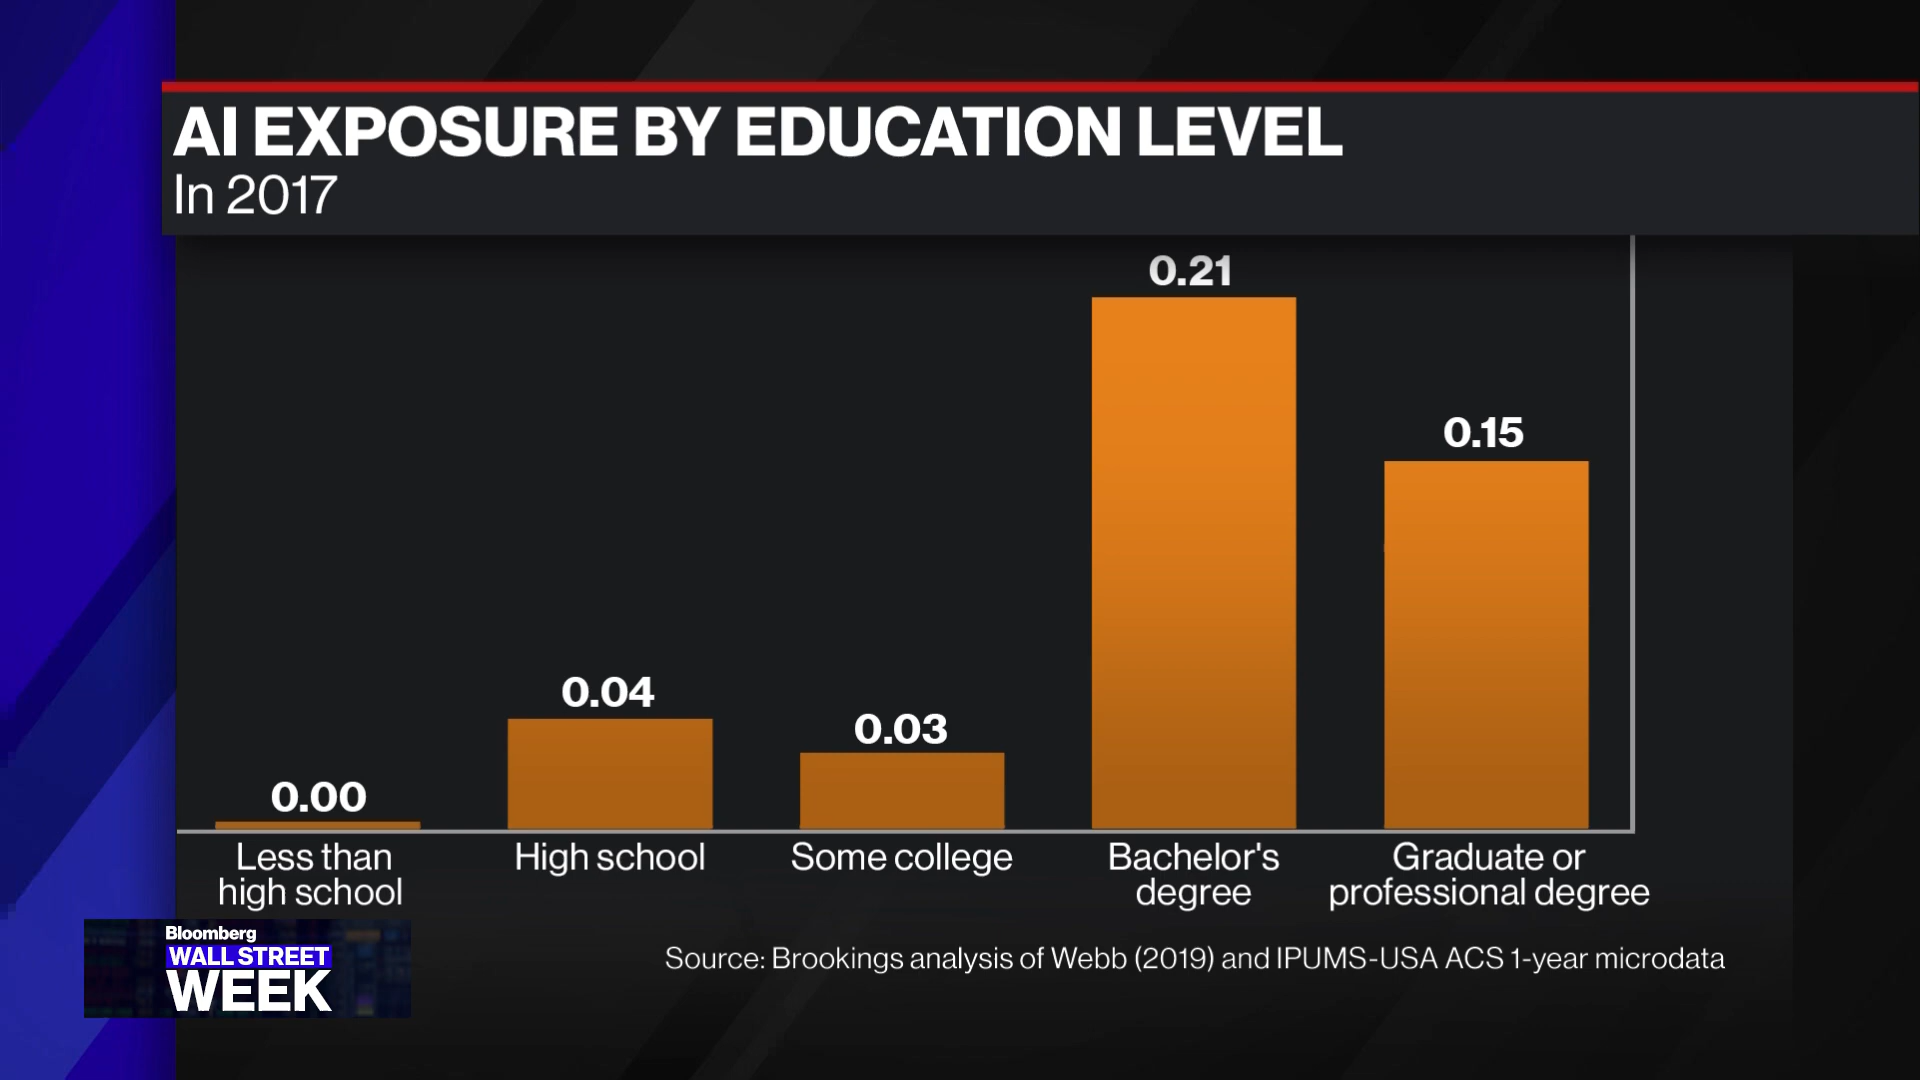 AI EXPOSURE BY EDUCATION LEVEL
In 2017
0.00
0.04
0.03
0.21
0.15
Less than
high school
High school
Some college
Bachelor's
degree
Graduate or
professional degree
Bloomberg
WALL STREET
WEEK
Source: Brookings analysis of Webb (2019) and IPUMS-USA ACS 1-year microdata